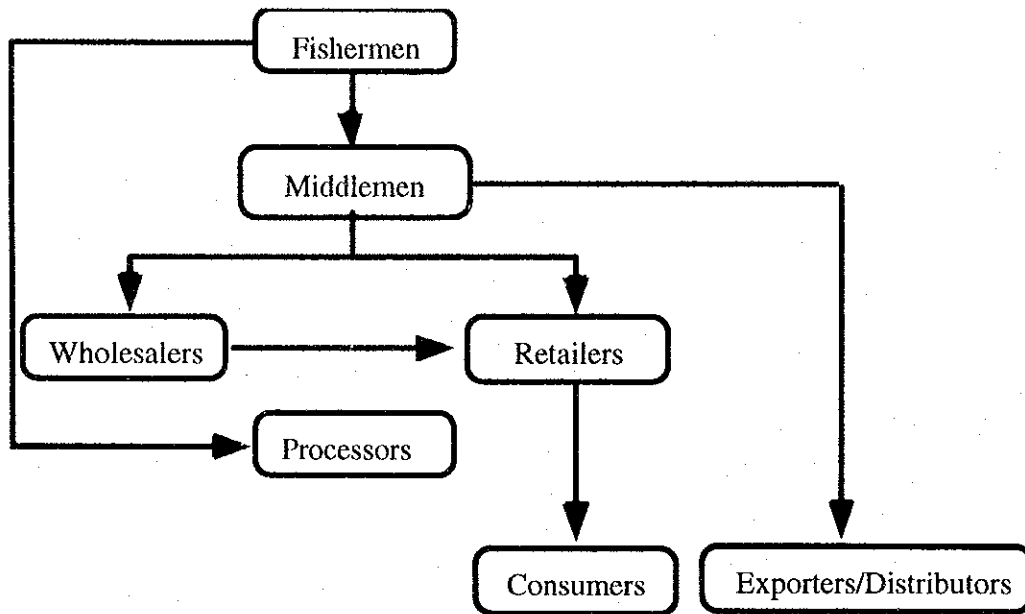 Fishermen
Middlemen
Wholesalers
Retailers
Processors
Consumers
Exporters/Distributors